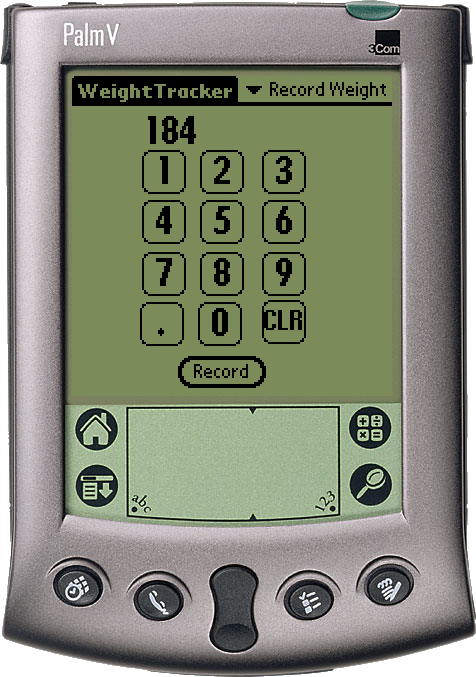 PalmV
3Com
WeightTracker Record Weight
184
1 2 3
4 5 6
7 8 9
. 0 CLR
Record
abc 123